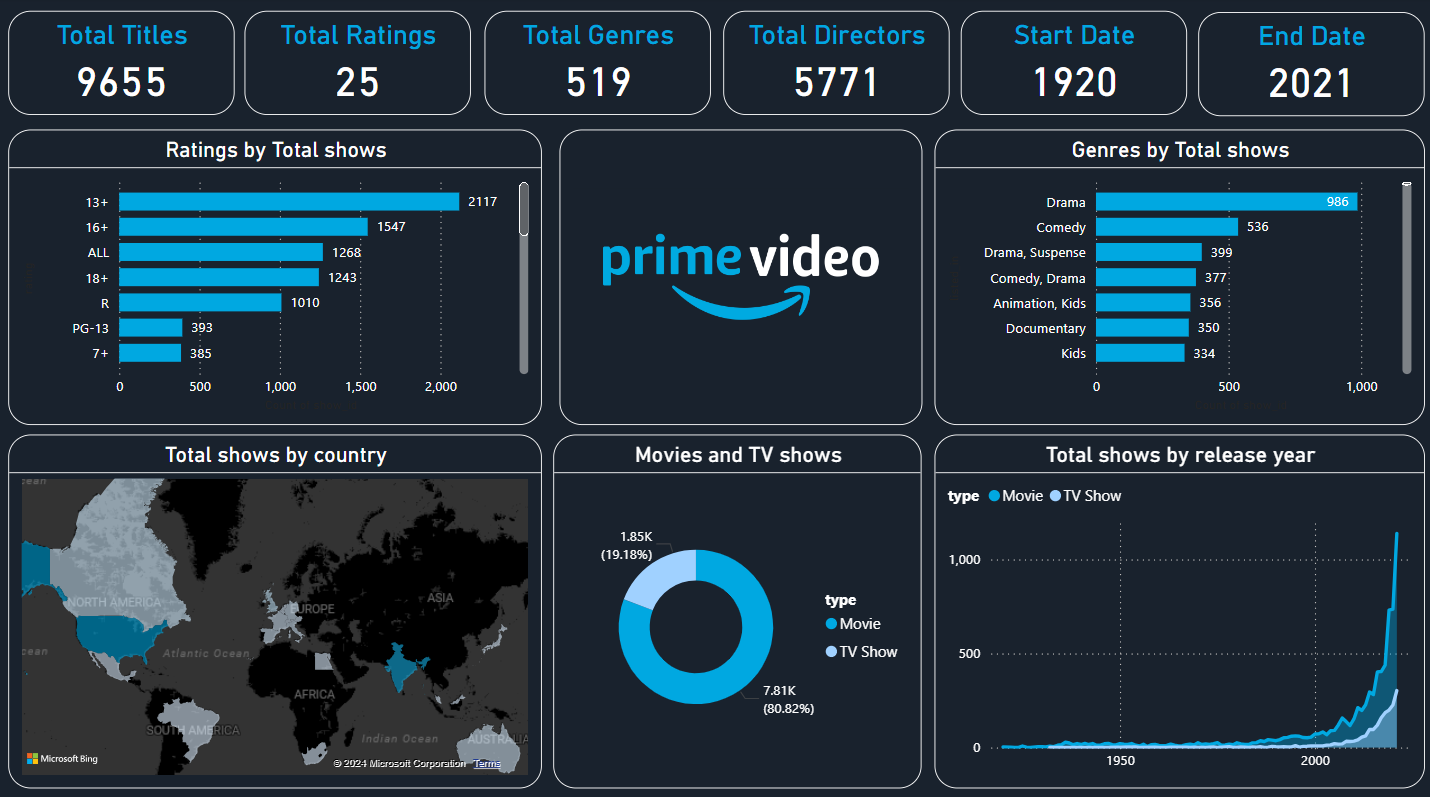 Total Titles
9655
Total Ratings
25
Total Genres
519
Total Directors
5771
Start Date
1920
End Date
2021
Ratings by Total shows
13+ 2117
16+ 1547
ALL 1268
18+ 1243
R 1010
PG-13 393
7+ 385
0 500 1,000 1,500 2,000
prime video
Genres by Total shows
Drama 986
Comedy 536
Drama, Suspense 399
Comedy, Drama 377
Animation, Kids 356
Documentary 350
Kids 334
0 500 1,000
Total shows by country
cean
NORTH AMERICA
EUROPE
ASIA
cean
Atlantic Ocean
AFRICA
SOUTH AMERICA
Indian Ocean
AUSTRALIA
Microsoft Bing
© 2024 Microsoft Corporation Terms
Movies and TV shows
1.85K
(19.18%)
type
Movie
TV Show
7.81K
(80.82%)
Total shows by release year
type Movie TV Show
1,000
500
0
1950 2000